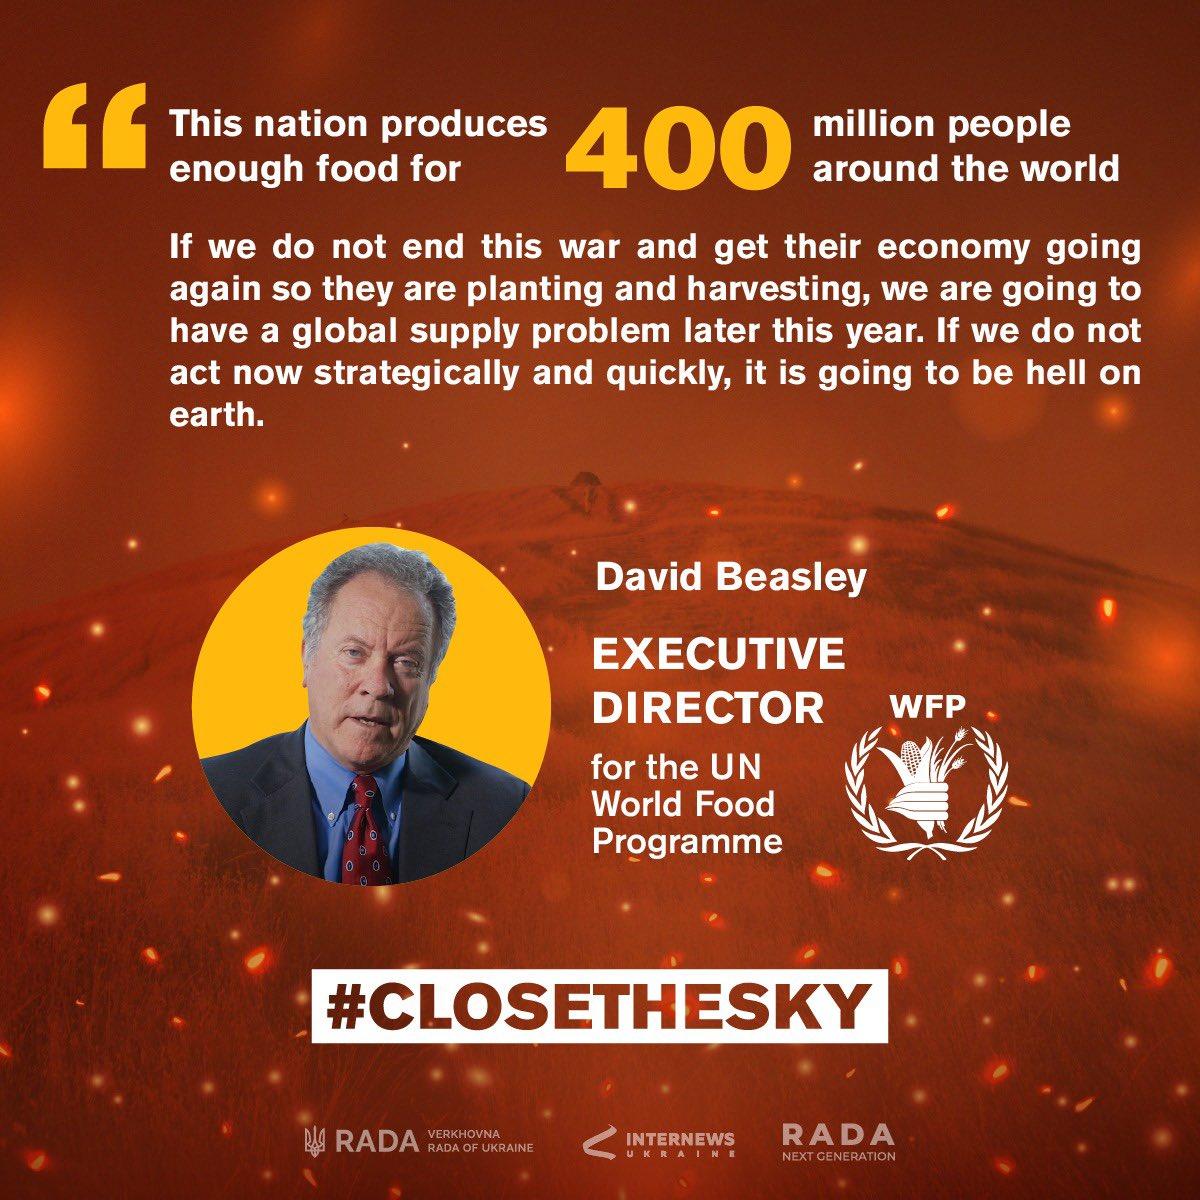 “ This nation produces enough food for 400 million people around the world
If we do not end this war and get their economy going
again so they are planting and harvesting, we are going to
have a global supply problem later this year. If we do not
act now strategically and quickly, it is going to be hell on
earth.
David Beasley
EXECUTIVE
DIRECTOR
for the UN
World Food
Programme
WFP
#CLOSETHESKY
RADA VERKHOVNA RADA OF UKRAINE
INTERNEWS
UKRAINE
RADA
NEXT GENERATION